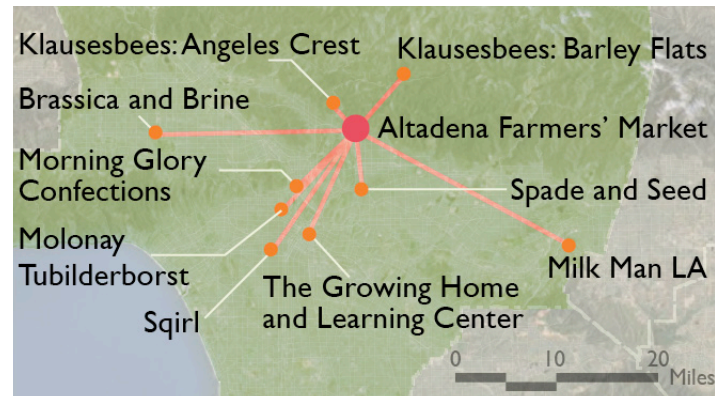 Klausesbees: Angeles Crest
Klausesbees: Barley Flats
Brassica and Brine
Altadena Farmers’ Market
Morning Glory
Confections
Spade and Seed
Molonay
Tubilderborst
Milk Man LA
The Growing Home
and Learning Center
Sqirl
0 10 20
Miles